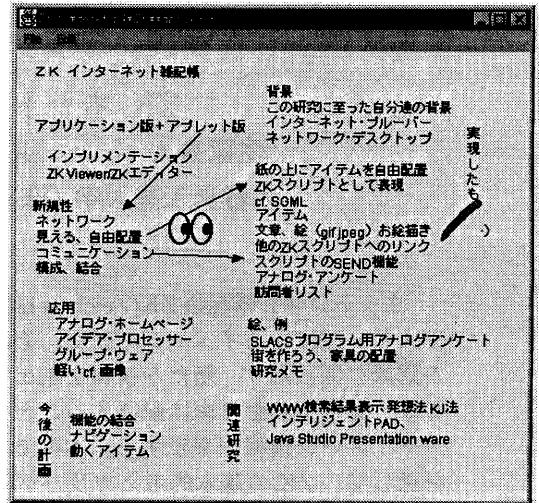 ZK インターネット雑記帳
背景
この研究に至った自分達の背景
インターネット・ブルーバー
ネットワーク・デスクトップ
アプリケーション版+アプレット版
インプリメンテーション
ZKViewer/ZKエディター
実現したも
紙の上にアイテムを自由配置
ZKスクリプトとして表現
cf. SGML
アイテム
文章、絵 (gif jpeg) お絵描き
他のZKスクリプトへのリンク
スクリプトのSEND機能
アナログ・アンケート
訪問者リスト
新規性
ネットワーク
見える、自由配置
コミュニケーション
構成、結合
応用
アナログ・ホームページ
アイデア・プロセッサー
グループ・ウェア
軽い cf. 画像
絵、例
SLACSプログラム用アナログアンケート
街を作ろう、家具の配置
研究メモ
今後の計画
機能の結合
ナビゲーション
動くアイテム
関連研究
WWW検索結果表示 発想法 KJ法
インテリジェントPAD、
Java Studio Presentation ware